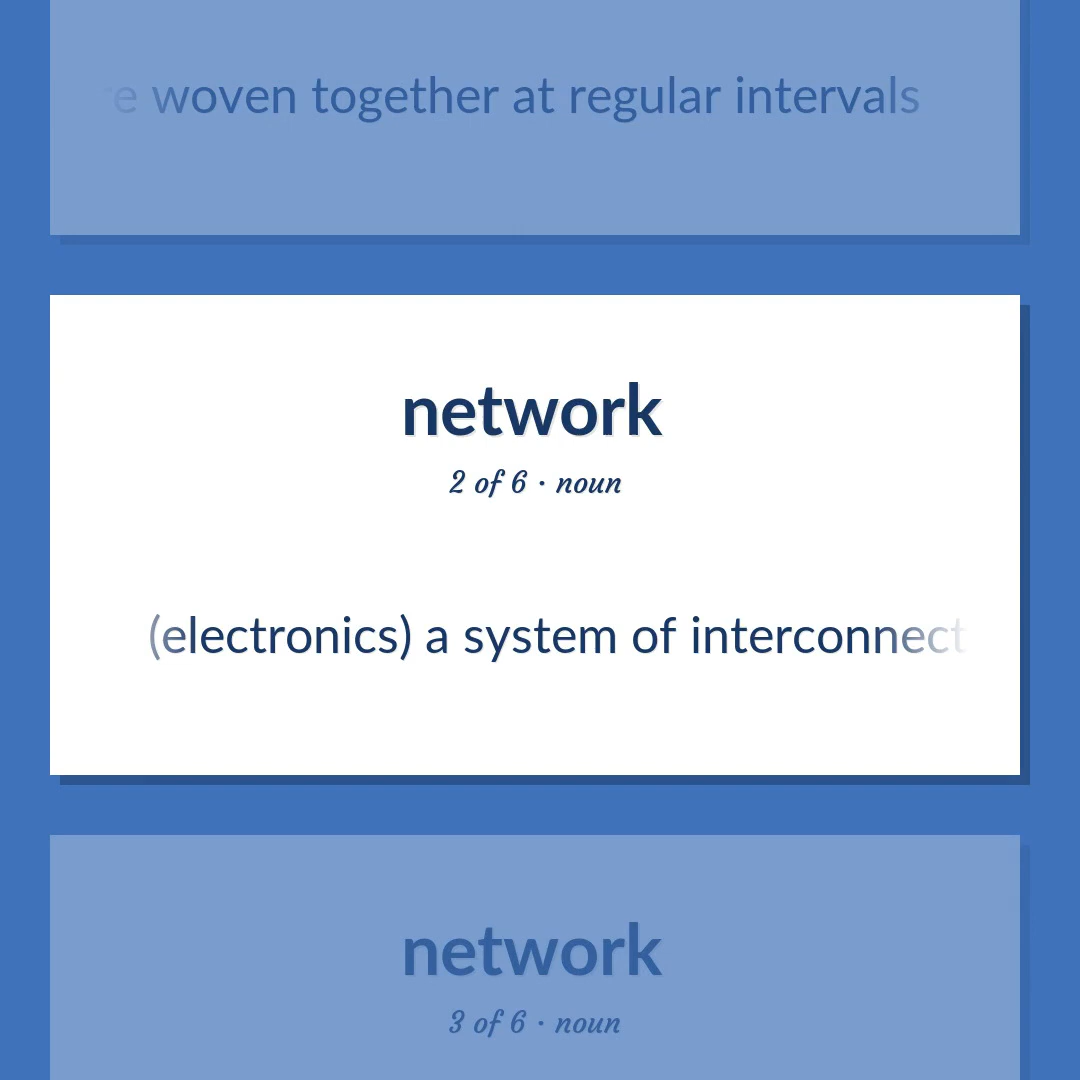 woven together at regular intervals
network
2 of 6 · noun
(electronics) a system of interconnect
network
3 of 6 · noun